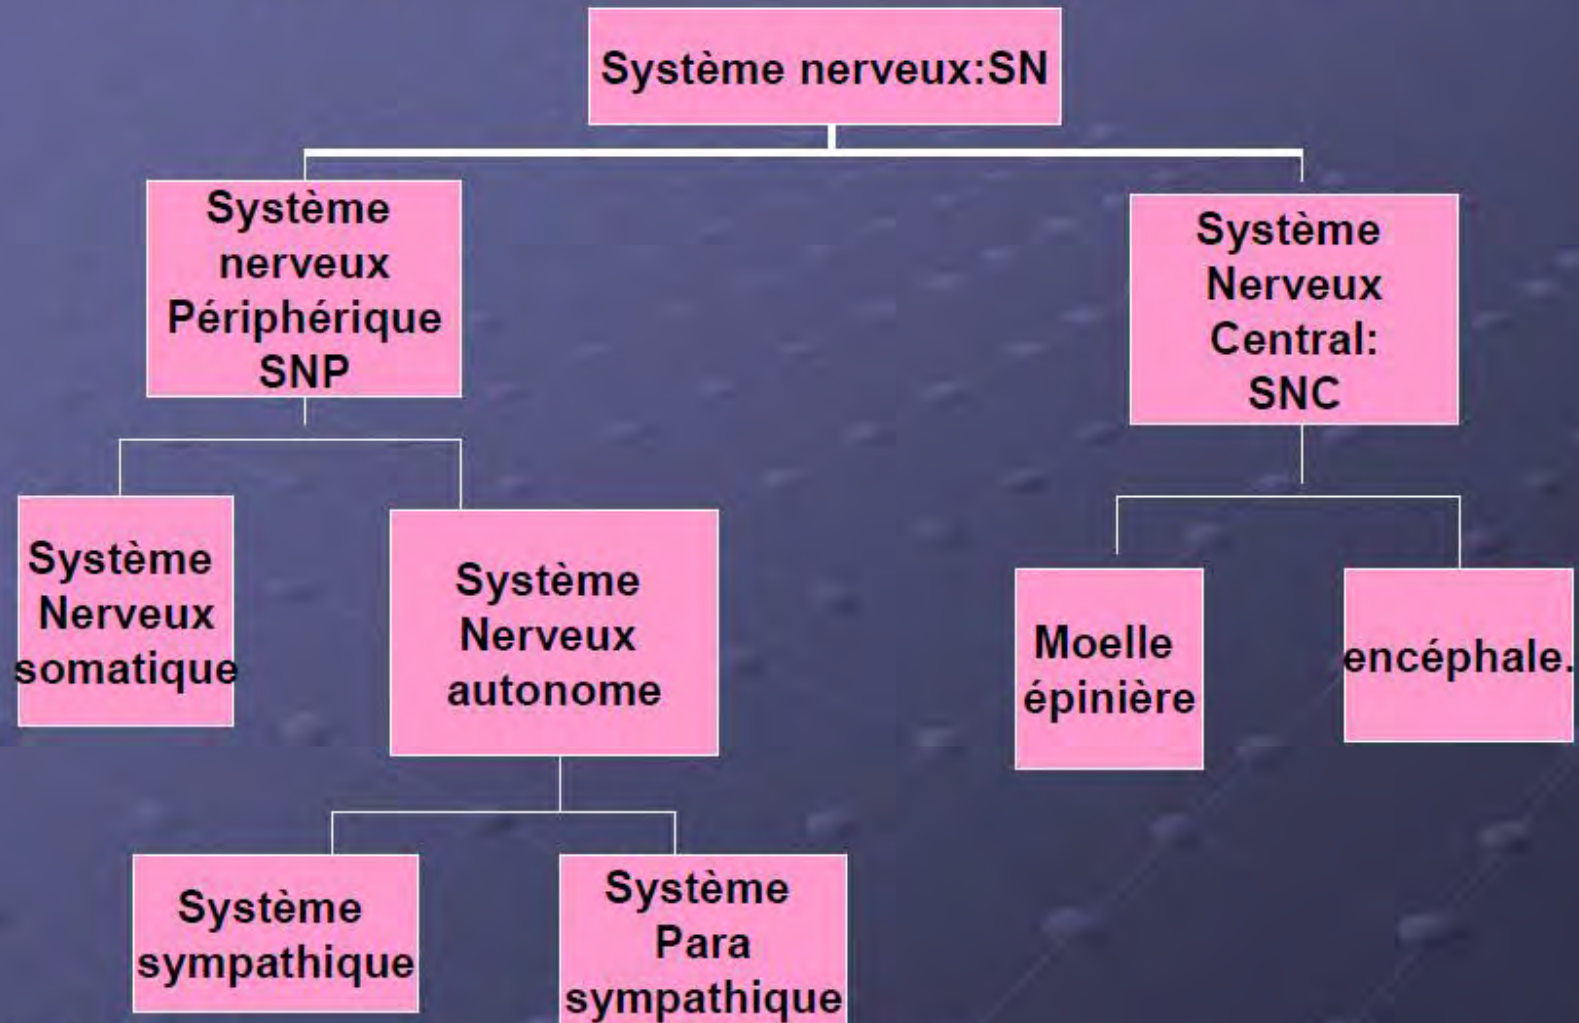 Système nerveux:SN
Système
nerveux
Périphérique
SNP
Système
Nerveux
Central:
SNC
Système
Nerveux
somatique
Système
Nerveux
autonome
Moelle
épinière
encéphale.
Système
sympathique
Système
Para
sympathique